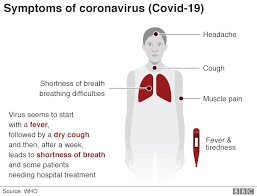 Symptoms of coronavirus (Covid-19)
Headache
Cough
Shortness of breath
breathing difficulties
Muscle pain
Virus seems to start
with a fever,
followed by a dry cough
and then, after a week,
leads to shortness of breath
and some patients
needing hospital treatment
Fever &
tiredness
Source: WHO
BBC